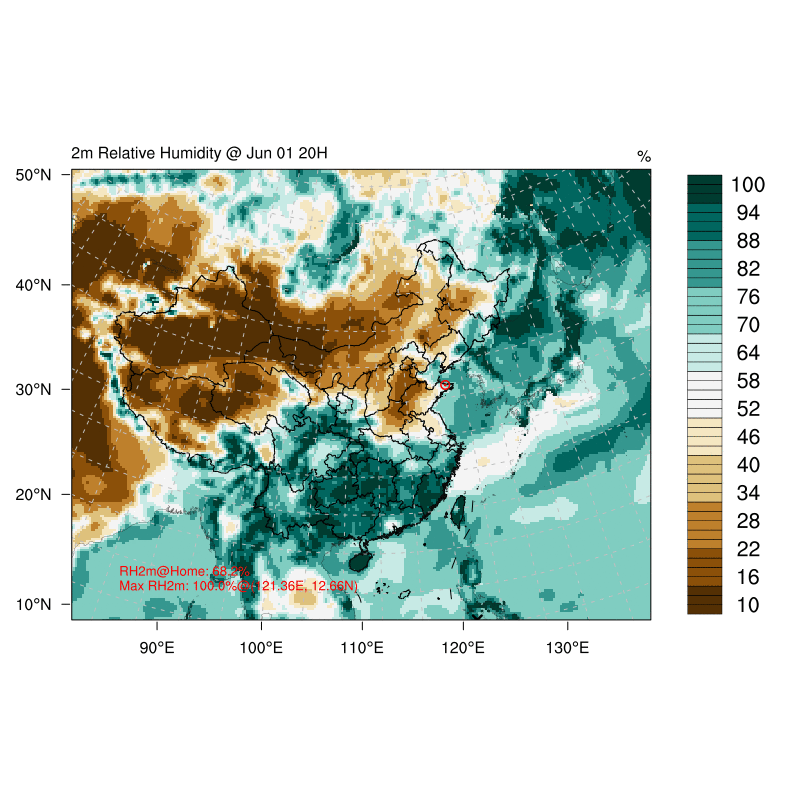 2m Relative Humidity @ Jun 01 20H
%
50°N
40°N
30°N
20°N
10°N
90°E
100°E
110°E
120°E
130°E
100
94
88
82
76
70
64
58
52
46
40
34
28
22
16
10
RH2m@Home: 68.2%
Max RH2m: 100.0%@(121.36E, 12.66N)